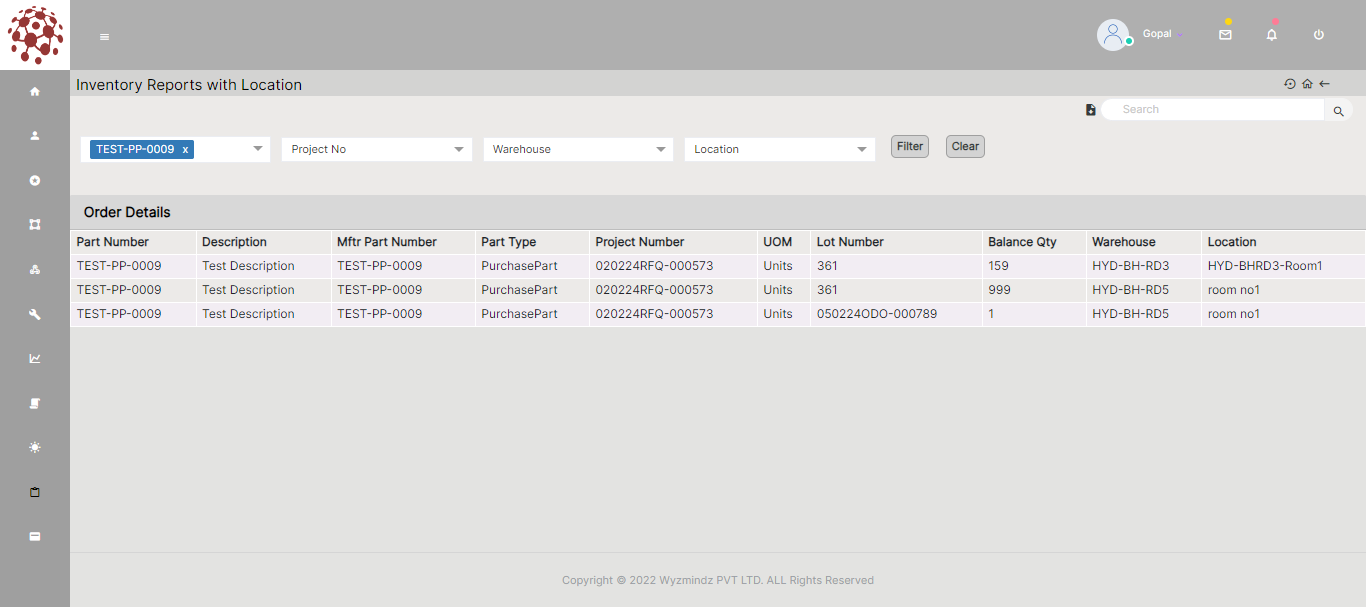 Gopal
Inventory Reports with Location
Search
TEST-PP-0009 x Project No Warehouse Location Filter Clear
Order Details
Part Number Description Mftr Part Number Part Type Project Number UOM Lot Number Balance Qty Warehouse Location
TEST-PP-0009 Test Description TEST-PP-0009 PurchasePart 020224RFQ-000573 Units 361 159 HYD-BH-RD3 HYD-BHRD3-Room1
TEST-PP-0009 Test Description TEST-PP-0009 PurchasePart 020224RFQ-000573 Units 361 999 HYD-BH-RD5 room no1
TEST-PP-0009 Test Description TEST-PP-0009 PurchasePart 020224RFQ-000573 Units 050224ODO-000789 1 HYD-BH-RD5 room no1
Copyright © 2022 Wyzmindz PVT LTD. ALL Rights Reserved